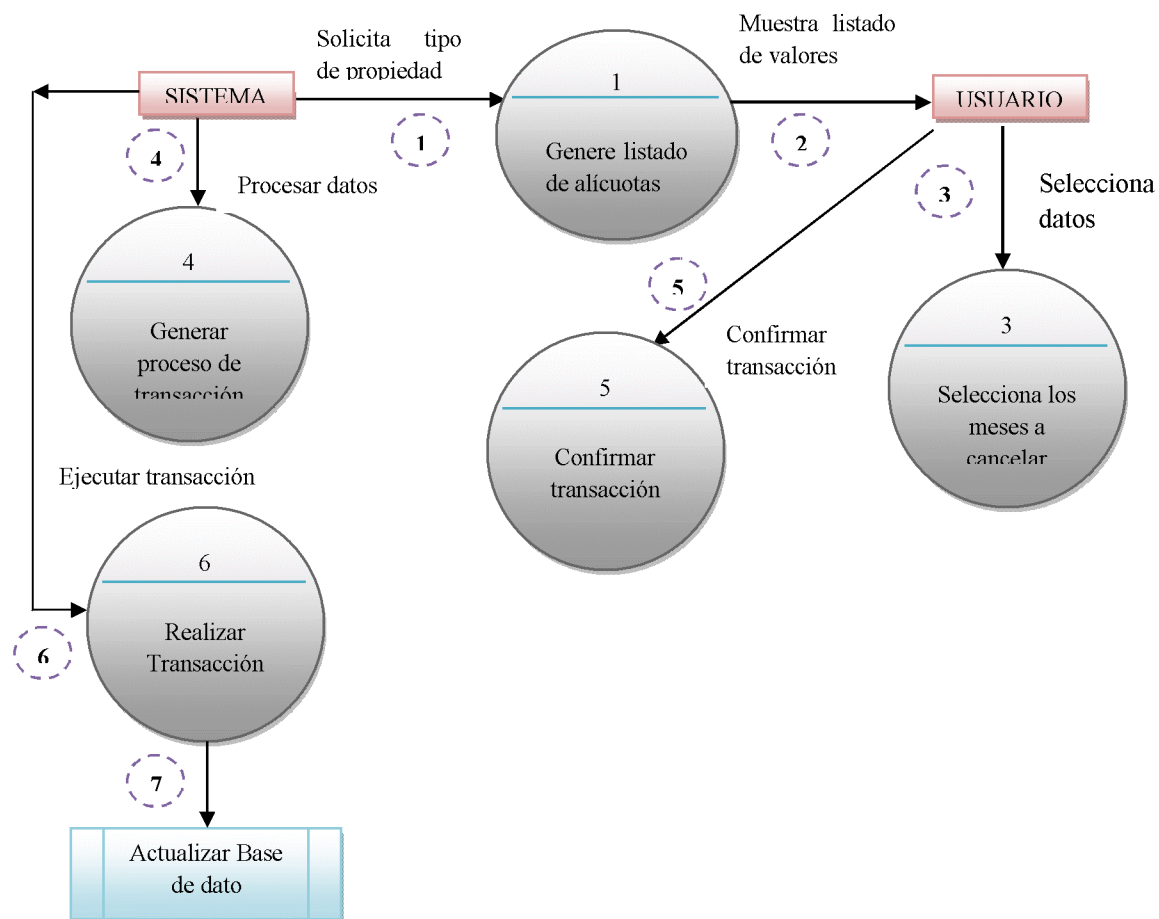 Solicita tipo
de propiedad
Muestra listado
de valores
SISTEMA
1
USUARIO
1
2
Genere listado
de alícuotas
4
Procesar datos
3
Selecciona
datos
4
Generar
proceso de
transacción
5
Confirmar
transacción
3
Selecciona los
meses a
cancelar
5
Confirmar
transacción
Ejecutar transacción
6
Realizar
Transacción
6
7
Actualizar Base
de dato